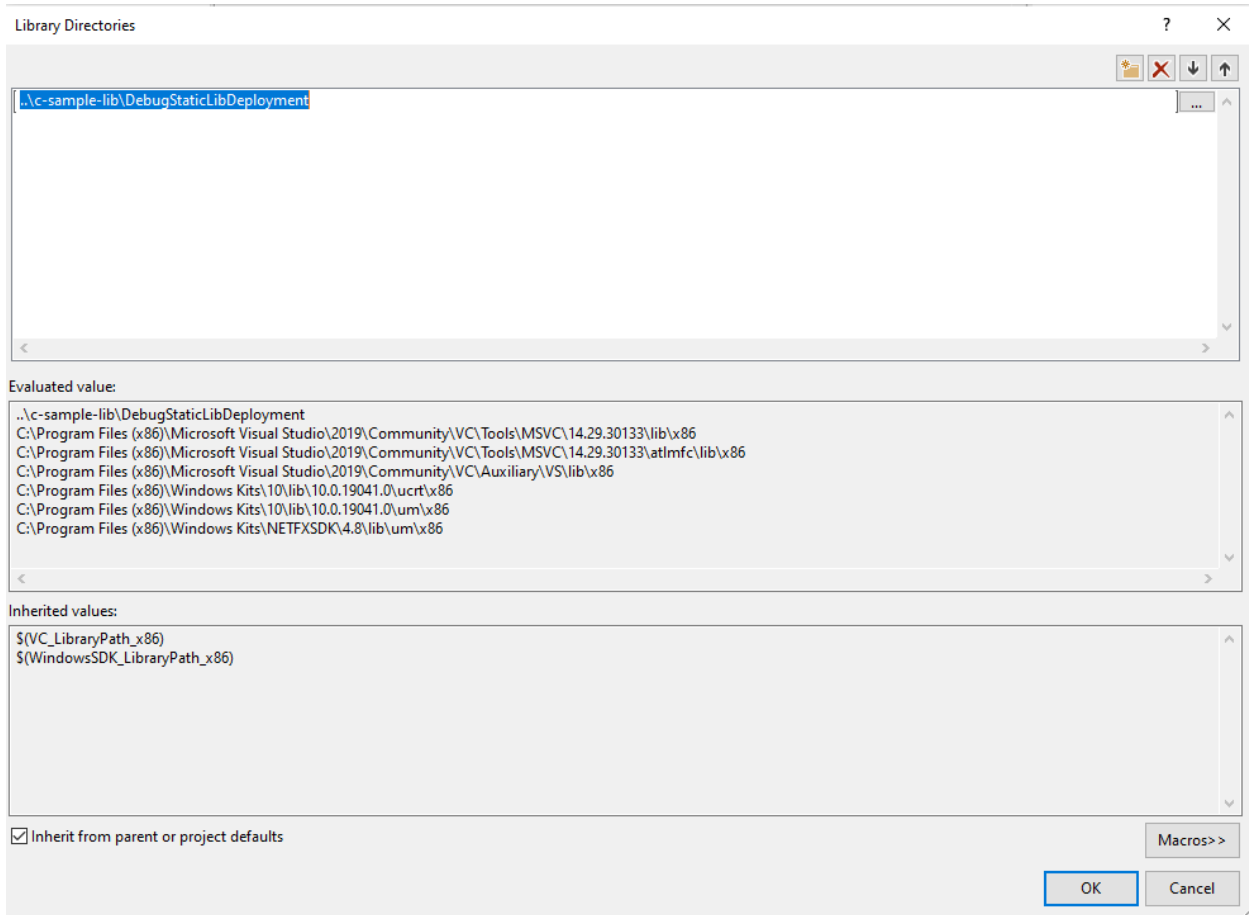 Library Directories
?
..\c-sample-lib\DebugStaticLibDeployment
...
Evaluated value:
..\c-sample-lib\DebugStaticLibDeployment
C:\Program Files (x86)\Microsoft Visual Studio\2019\Community\VC\Tools\MSVC\14.29.30133\lib\x86
C:\Program Files (x86)\Microsoft Visual Studio\2019\Community\VC\Tools\MSVC\14.29.30133\atlmfc\lib\x86
C:\Program Files (x86)\Microsoft Visual Studio\2019\Community\VC\Auxiliary\VS\lib\x86
C:\Program Files (x86)\Windows Kits\10\lib\10.0.19041.0\ucrt\x86
C:\Program Files (x86)\Windows Kits\10\lib\10.0.19041.0\um\x86
C:\Program Files (x86)\Windows Kits\NETFXSDK\4.8\lib\um\x86
Inherited values:
$(VC_LibraryPath_x86)
$(WindowsSDK_LibraryPath_x86)
Inherit from parent or project defaults
Macros>>
OK
Cancel